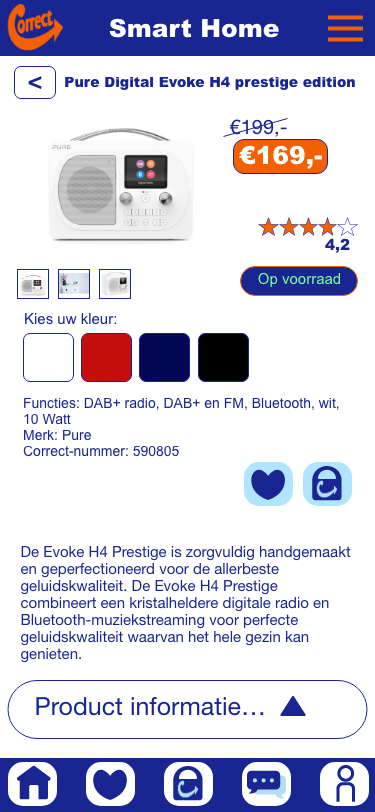 Correct
Smart Home
< Pure Digital Evoke H4 prestige edition
€199,-
€169,-
PURE
4,2
Op voorraad
Kies uw kleur:
Functies: DAB+ radio, DAB+ en FM, Bluetooth, wit,
10 Watt
Merk: Pure
Correct-nummer: 590805
De Evoke H4 Prestige is zorgvuldig handgemaakt
en geperfectioneerd voor de allerbeste
geluidskwaliteit. De Evoke H4 Prestige
combineert een kristalheldere digitale radio en
Bluetooth-muziekstreaming voor perfecte
geluidskwaliteit waarvan het hele gezin kan
genieten.
Product informatie…